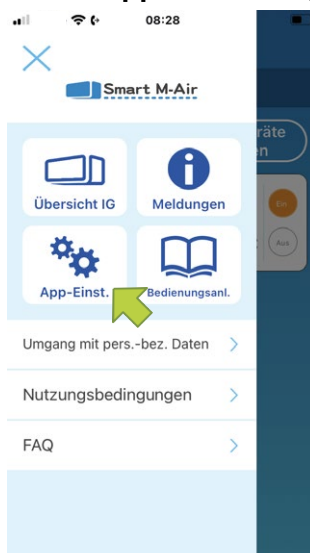 08:28
Smart M-Air
Übersicht IG
Meldungen
App-Einst.
Bedienungsanl.
Umgang mit pers.-bez. Daten
Nutzungsbedingungen
FAQ
räte
n
Ein
Aus